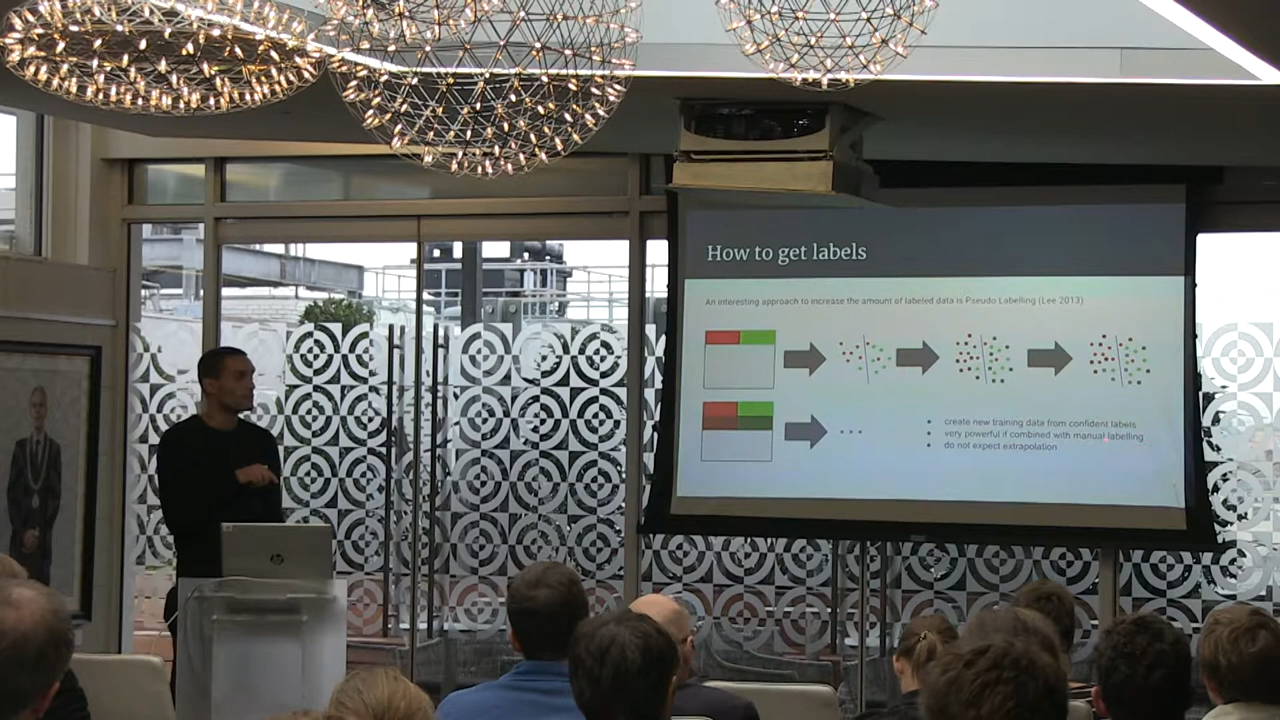 How to get labels
An interesting approach to increase the amount of labeled data is Pseudo Labelling (Lee 2013)
...
• create new training data from confident labels
• very powerful if combined with manual labelling
• do not expect extrapolation
hp